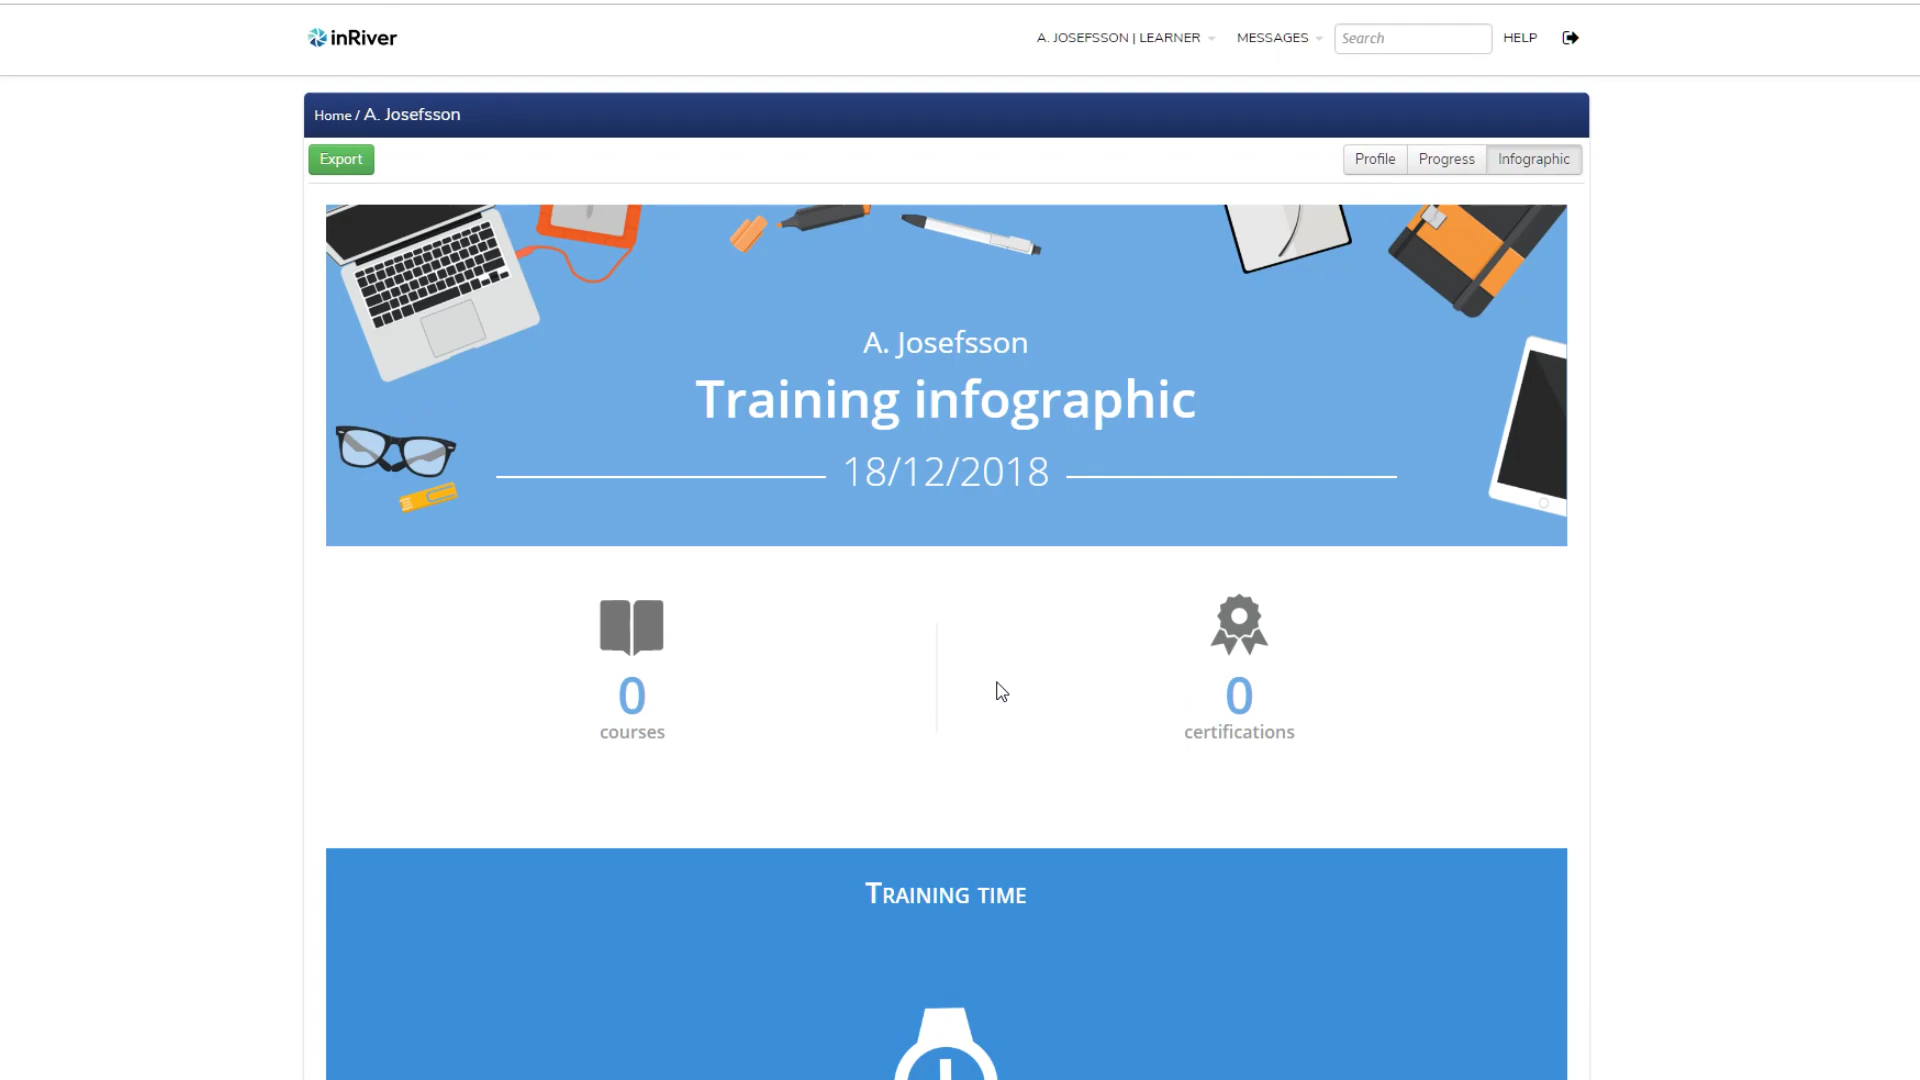 inRiver
A. JOSEFSSON | LEARNER
MESSAGES
Search
HELP
Home / A. Josefsson
Export
Profile
Progress
Infographic
A. Josefsson
Training infographic
18/12/2018
0
courses
0
certifications
TRAINING TIME